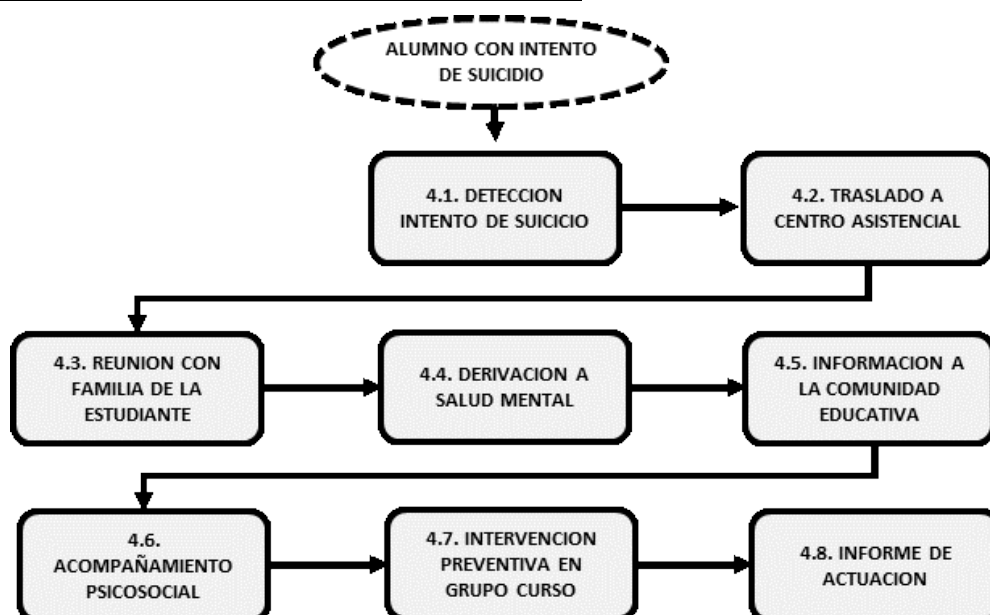 ALUMNO CON INTENTO
DE SUICIDIO
4.1. DETECCION
INTENTO DE SUICICIO
4.2. TRASLADO A
CENTRO ASISTENCIAL
4.3. REUNION CON
FAMILIA DE LA
ESTUDIANTE
4.4. DERIVACION A
SALUD MENTAL
4.5. INFORMACION A
LA COMUNIDAD
EDUCATIVA
4.6.
ACOMPAÑAMIENTO
PSICOSOCIAL
4.7. INTERVENCION
PREVENTIVA EN
GRUPO CURSO
4.8. INFORME DE
ACTUACION